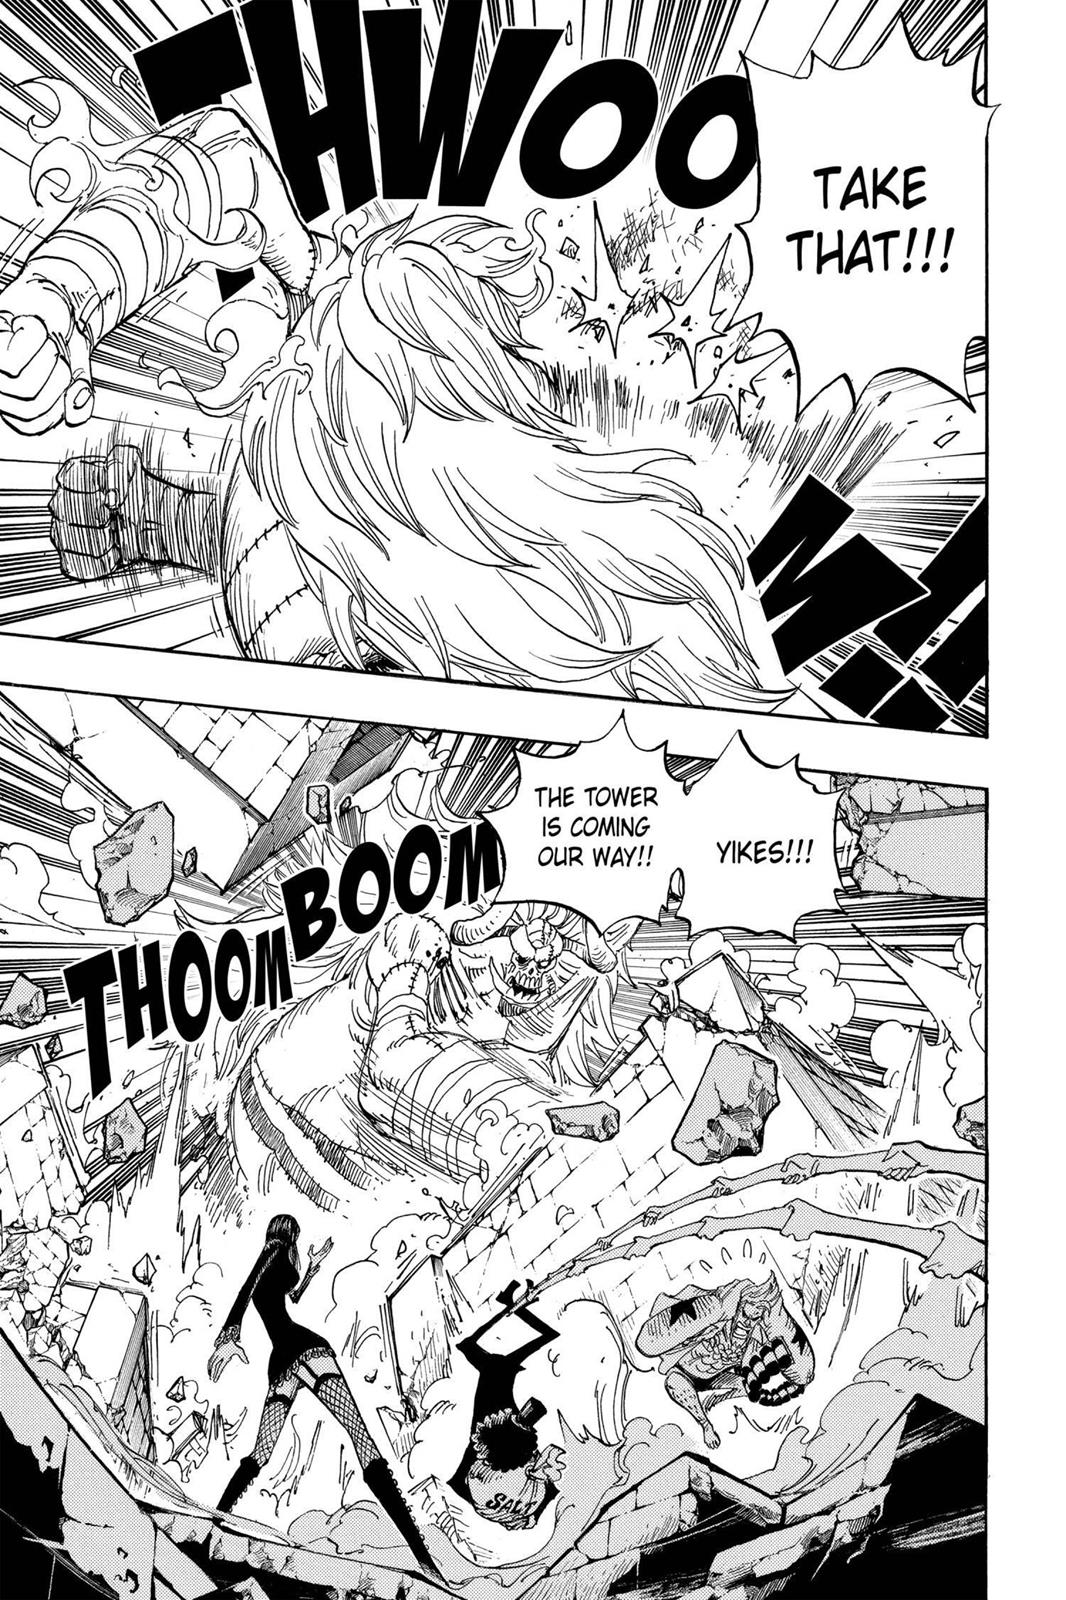 TAKE
THAT!!!
THWOO
M!!
YIKES!!!
THE TOWER
IS COMING
OUR WAY!!
THOOM
BOOM
SALT